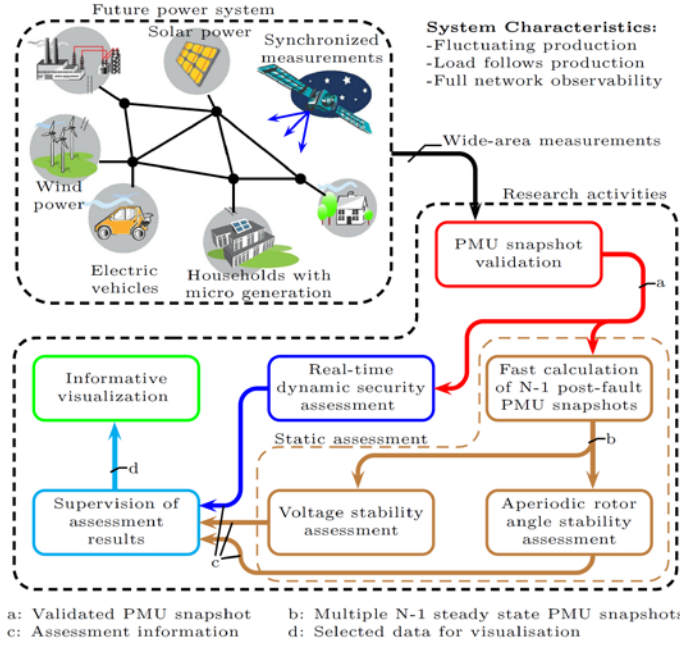 Future power system
Solar power
Synchronized
measurements
System Characteristics:
-Fluctuating production
-Load follows production
-Full network observability
Wide-area measurements
Wind
power
Electric
vehicles
Households with
micro generation
Research activities
PMU snapshot
validation
a
Informative
visualization
Real-time
dynamic security
assessment
Fast calculation
of N-1 post-fault
PMU snapshots
Static assessment
b
d
Supervision of
assessment
results
Voltage stability
assessment
Aperiodic rotor
angle stability
assessment
c
a: Validated PMU snapshot
b: Multiple N-1 steady state PMU snapshots
c: Assessment information
d: Selected data for visualisation